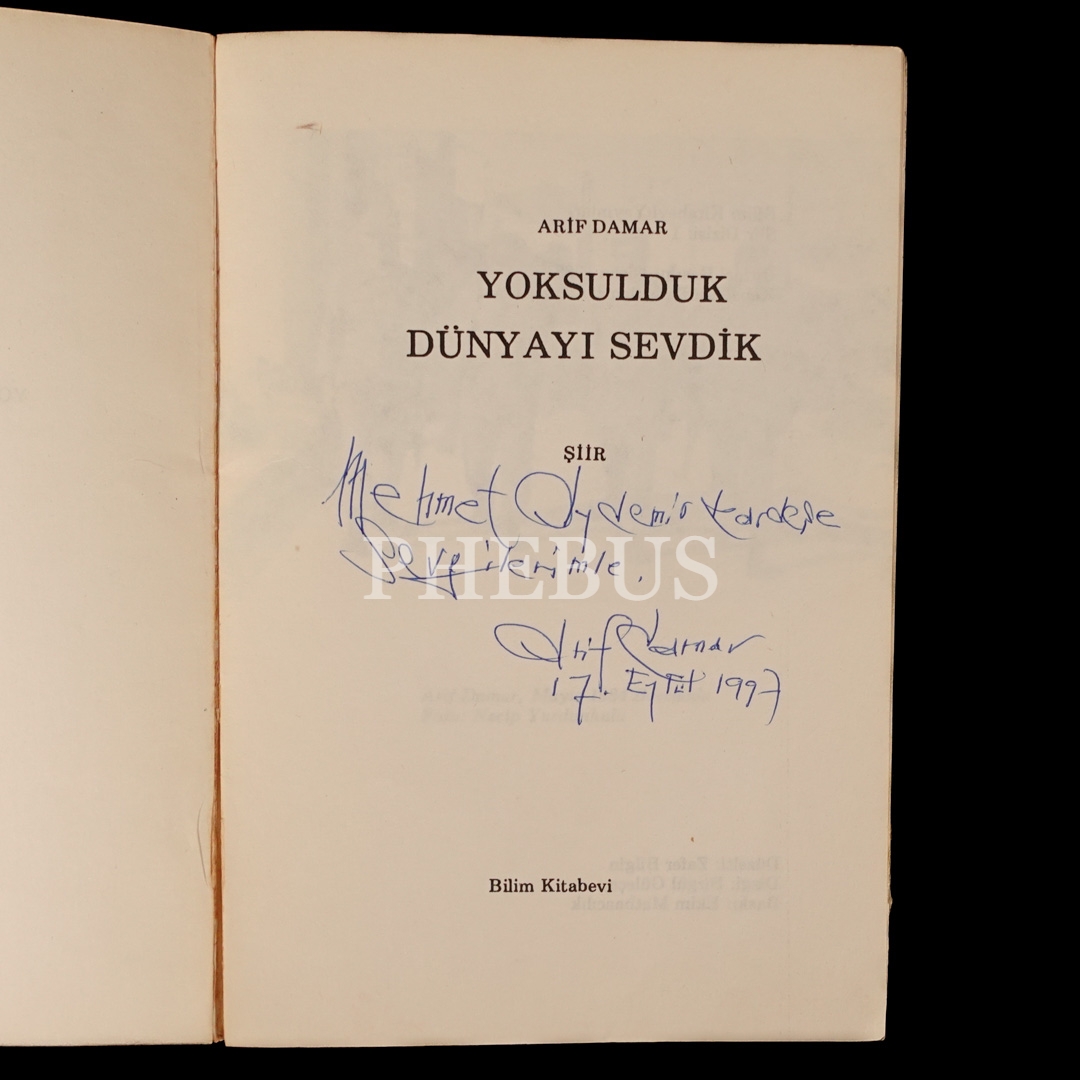 ARİF DAMAR
YOKSULDUK
DÜNYAYI SEVDİK
ŞİİR
Mehmet Aydemir kardeşe
Sevgilerimle.
PHEBUS
Arif Damar
17. Eylül 1997
Bilim Kitabevi